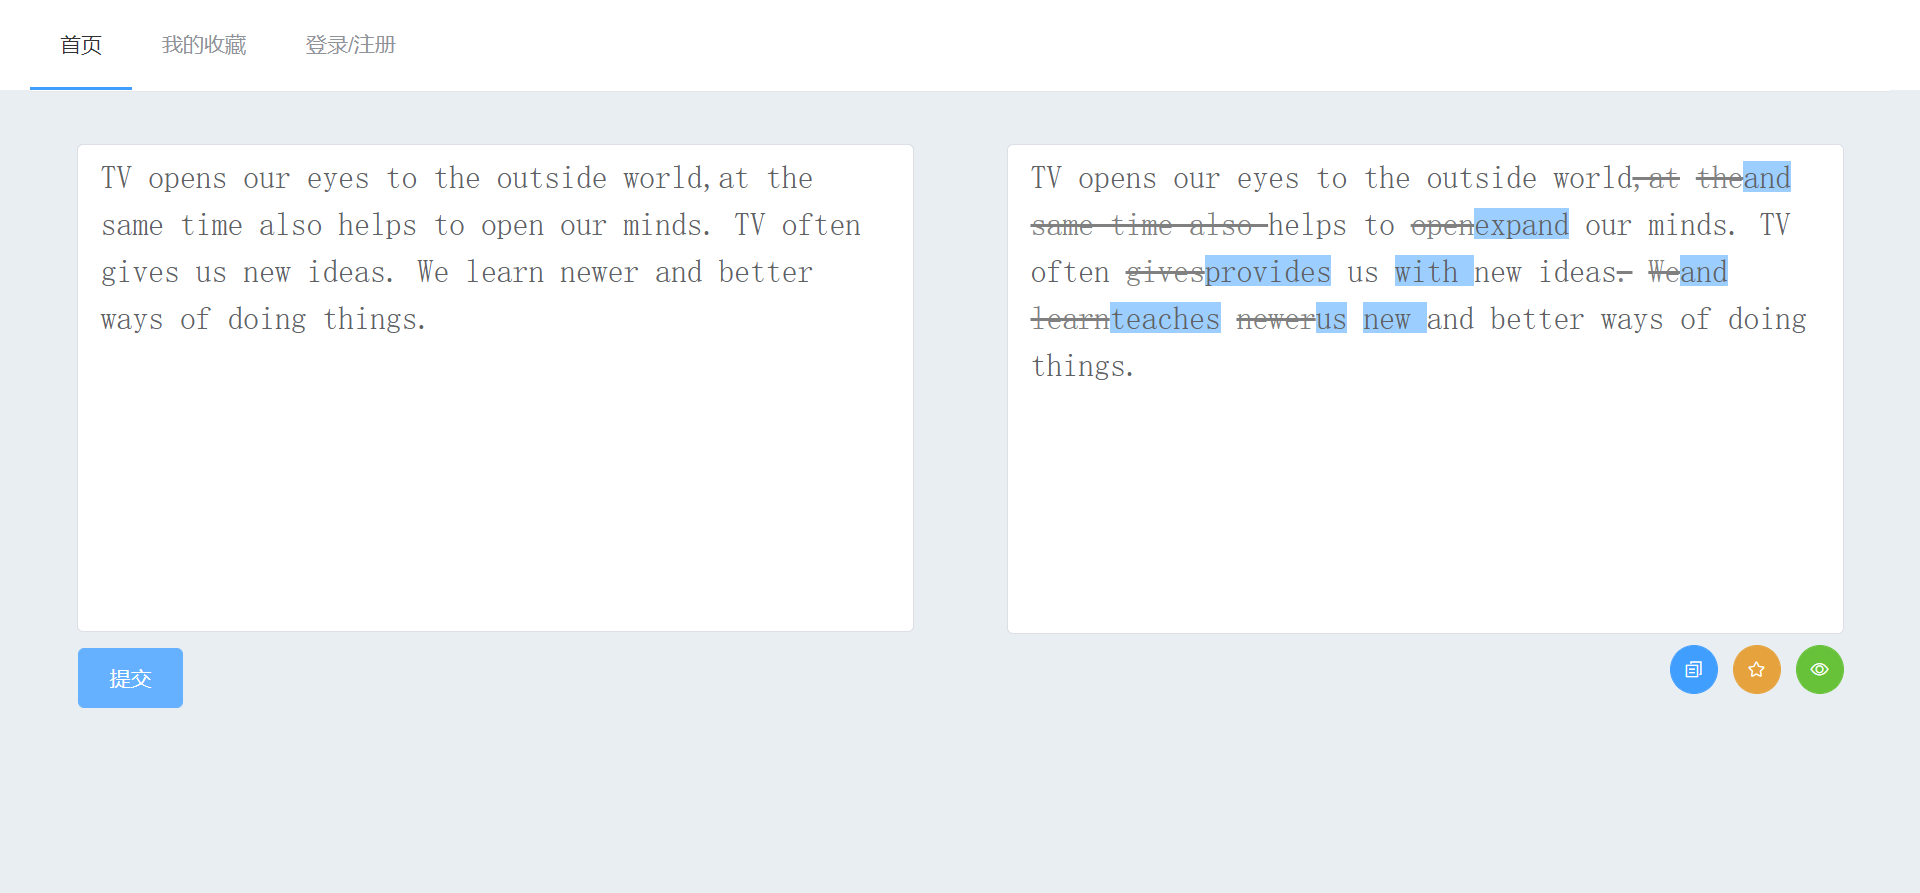 首页 我的收藏 登录/注册
TV opens our eyes to the outside world,at the
same time also helps to open our minds. TV often
gives us new ideas. We learn newer and better
ways of doing things.
TV opens our eyes to the outside world,at theand
same time also helps to openexpand our minds. TV
often givesprovides us with new ideas. Weand
learnteaches newerus new and better ways of doing
things.
提交